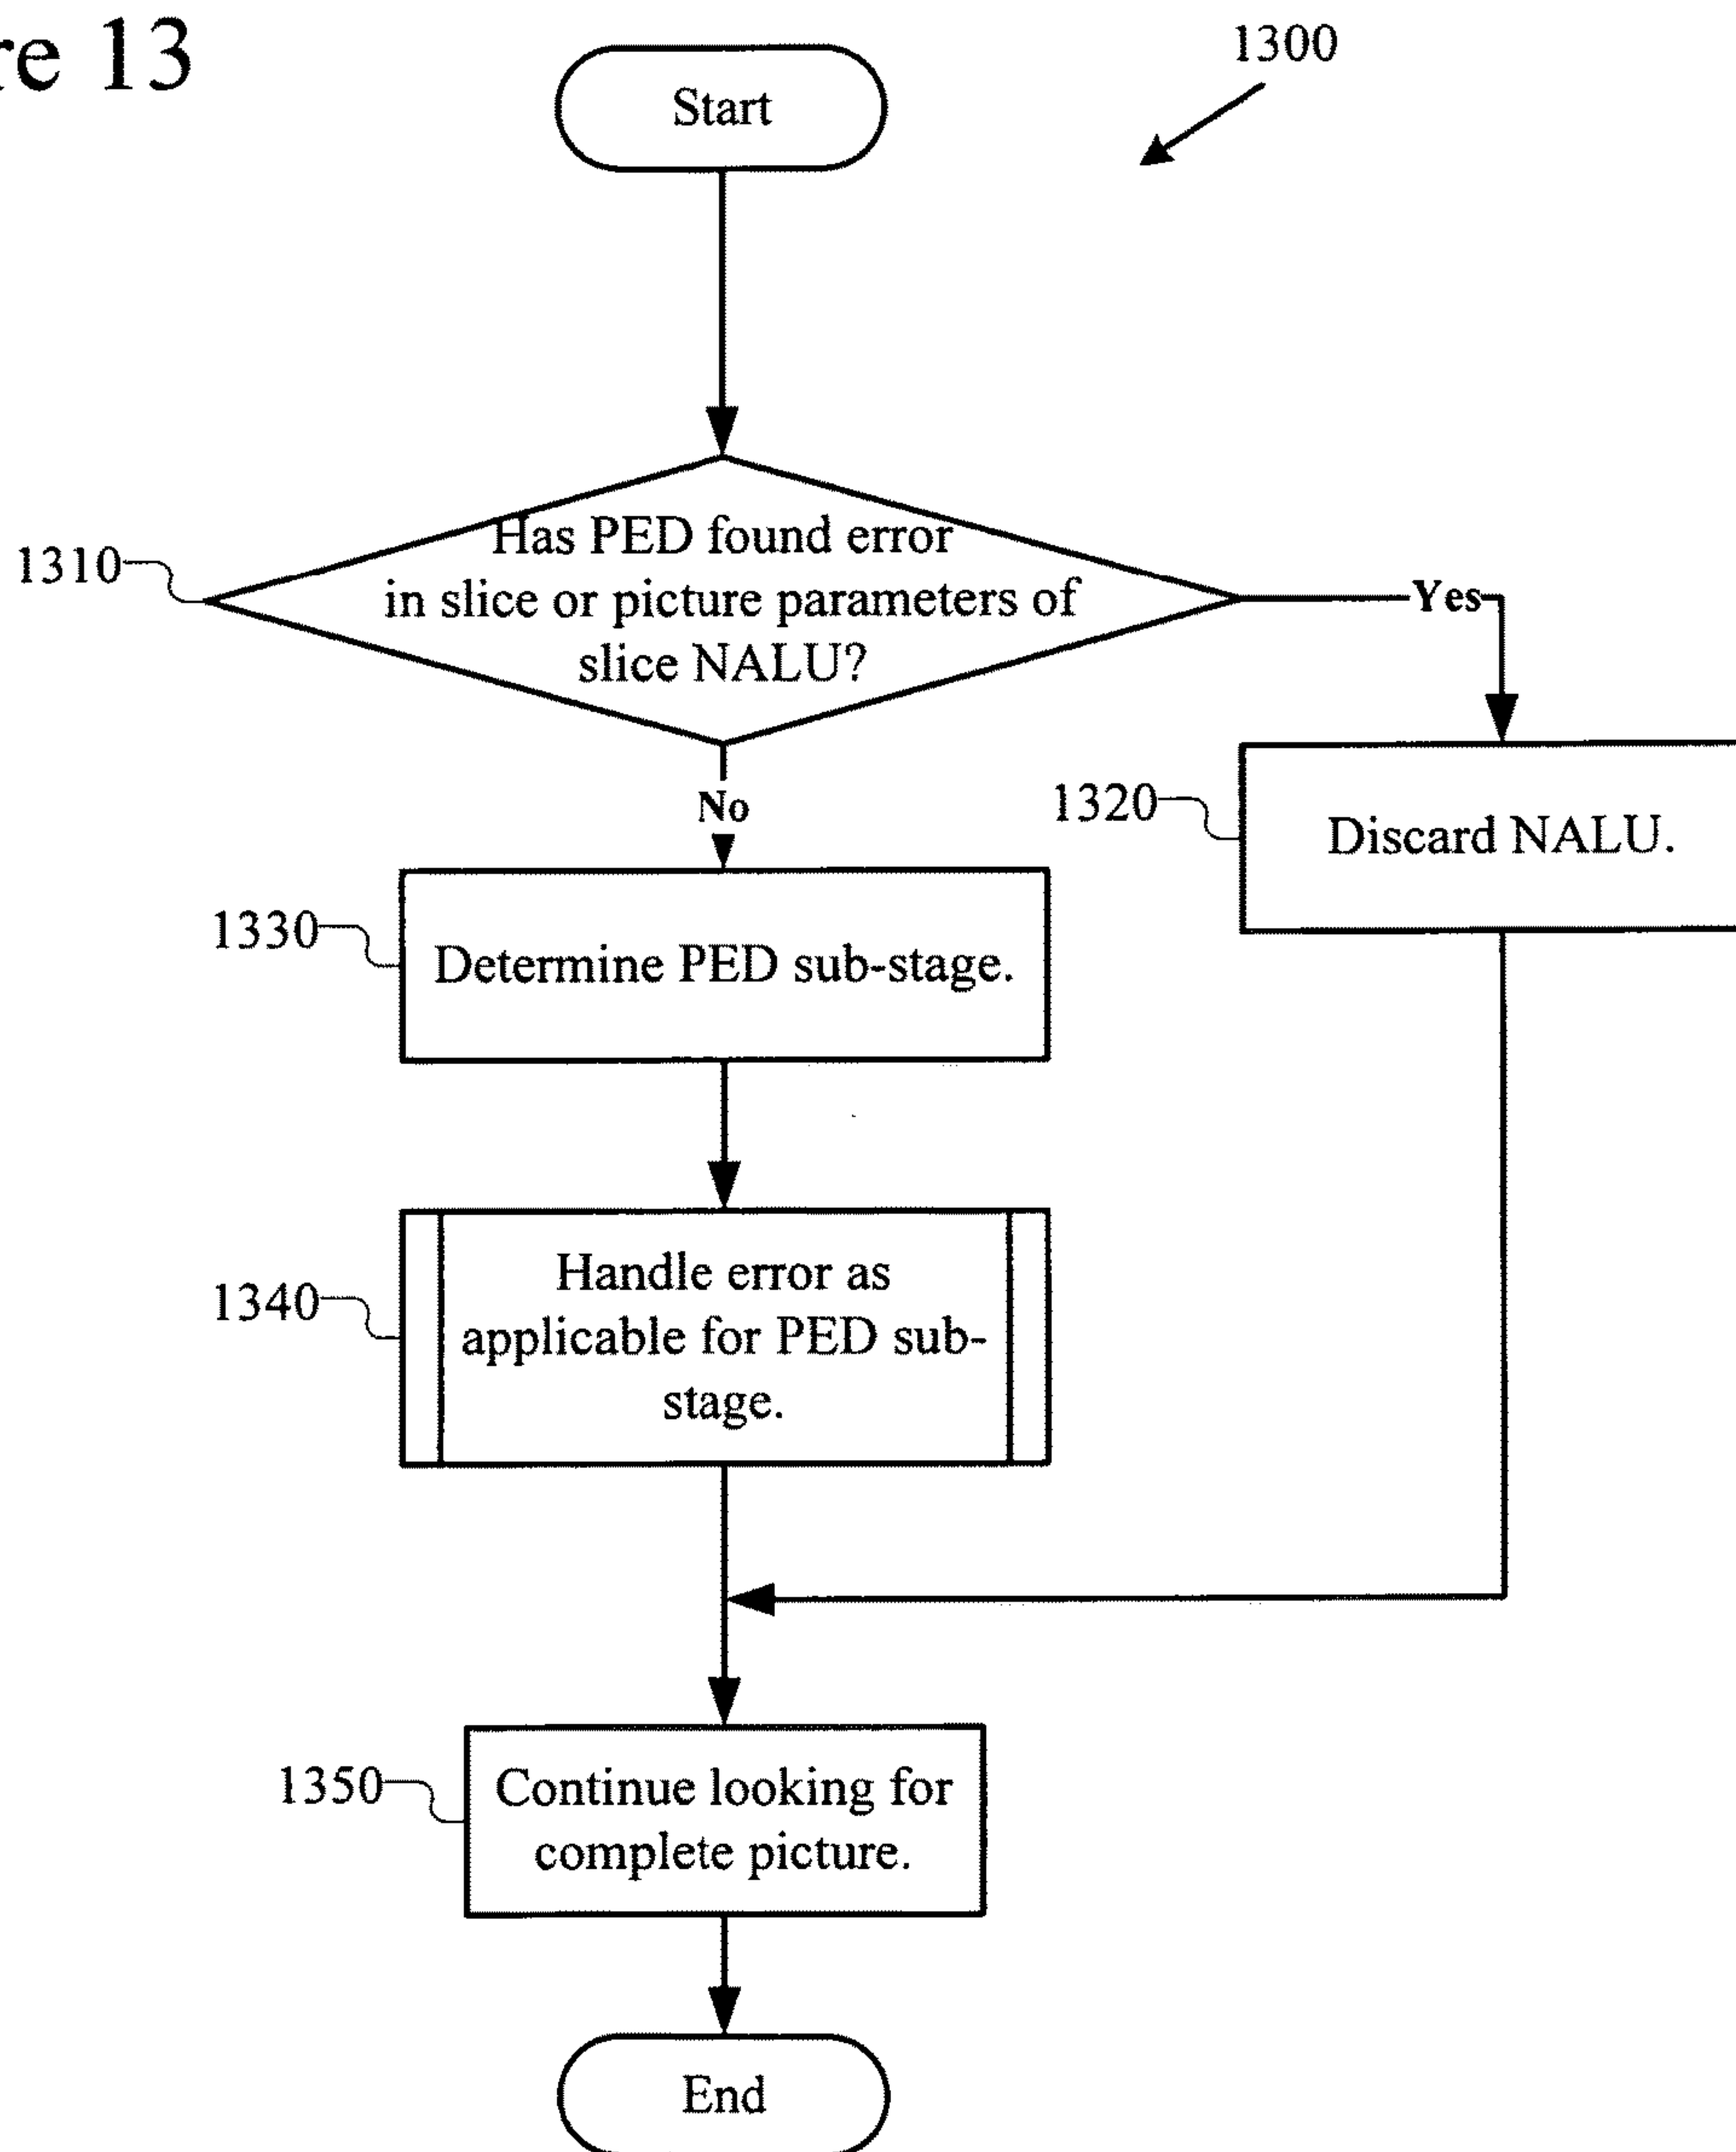 re 13
1300
Start
1310
Has PED found error
in slice or picture parameters of
slice NALU?
Yes
No
1320
Discard NALU.
1330
Determine PED sub-stage.
1340
Handle error as
applicable for PED sub-
stage.
1350
Continue looking for
complete picture.
End